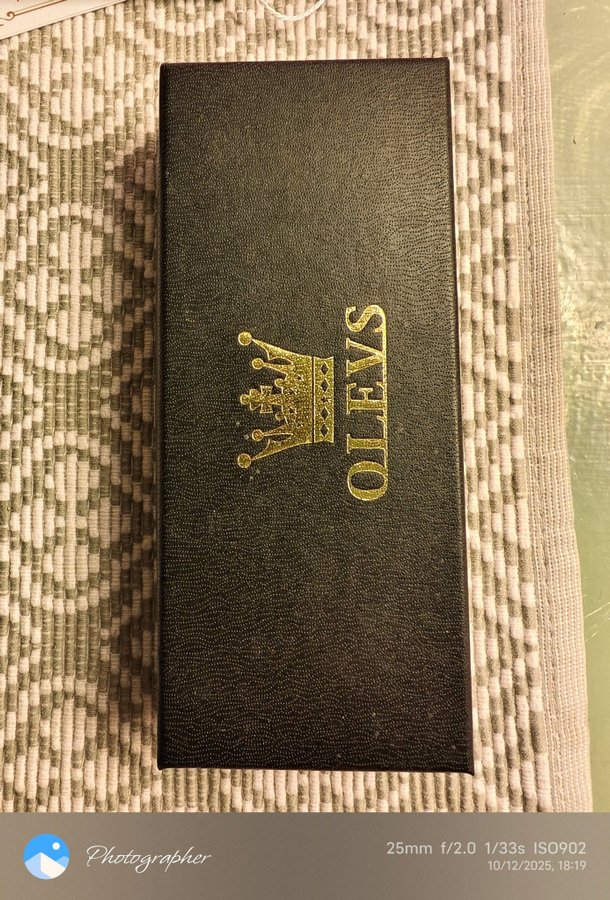 OLEVS
Photographer
25mm f/2.0 1/33s ISO902
10/12/2025, 18:19